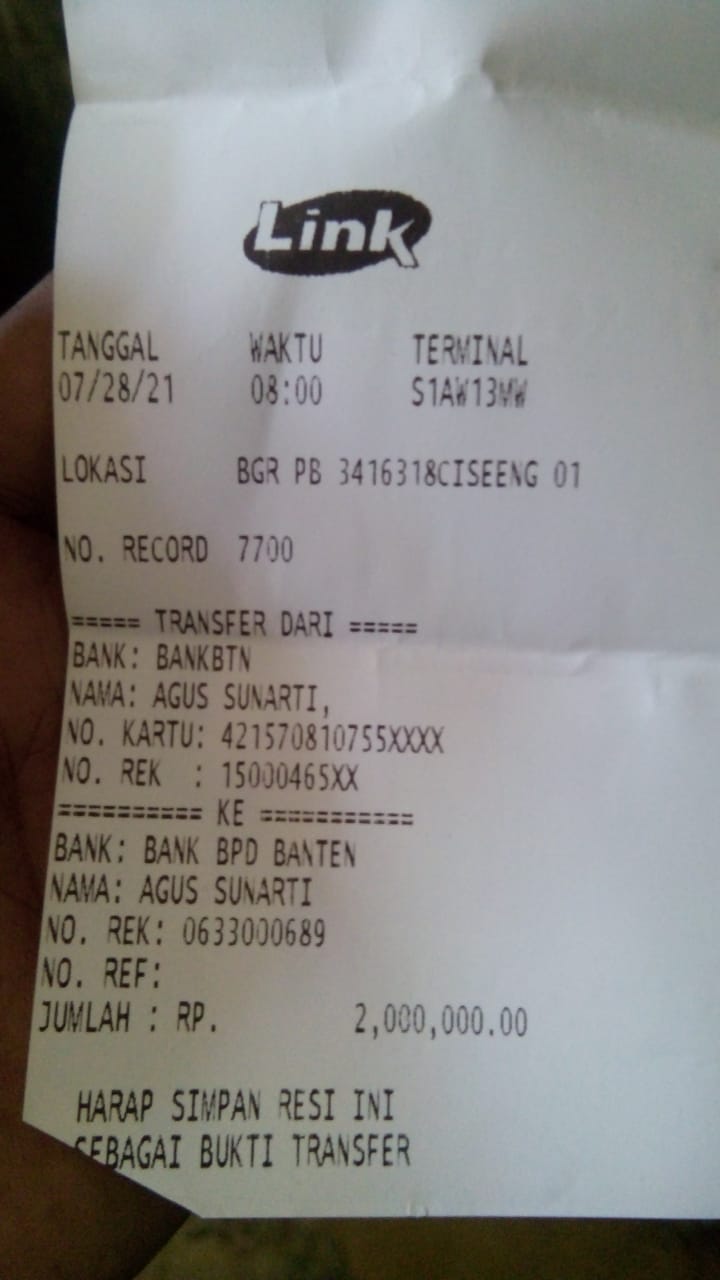 Link
TANGGAL WAKTU TERMINAL
07/28/21 08:00 S1AW13MW
LOKASI BGR PB 3416318CISEENG 01
NO. RECORD 7700
===== TRANSFER DARI =====
BANK: BANKBTN
NAMA: AGUS SUNARTI,
NO. KARTU: 421570810755XXXX
NO. REK : 15000465XX
========== KE ===========
BANK: BANK BPD BANTEN
NAMA: AGUS SUNARTI
NO. REK: 0633000689
NO. REF:
JUMLAH : RP. 2,000,000.00
HARAP SIMPAN RESI INI
SEBAGAI BUKTI TRANSFER